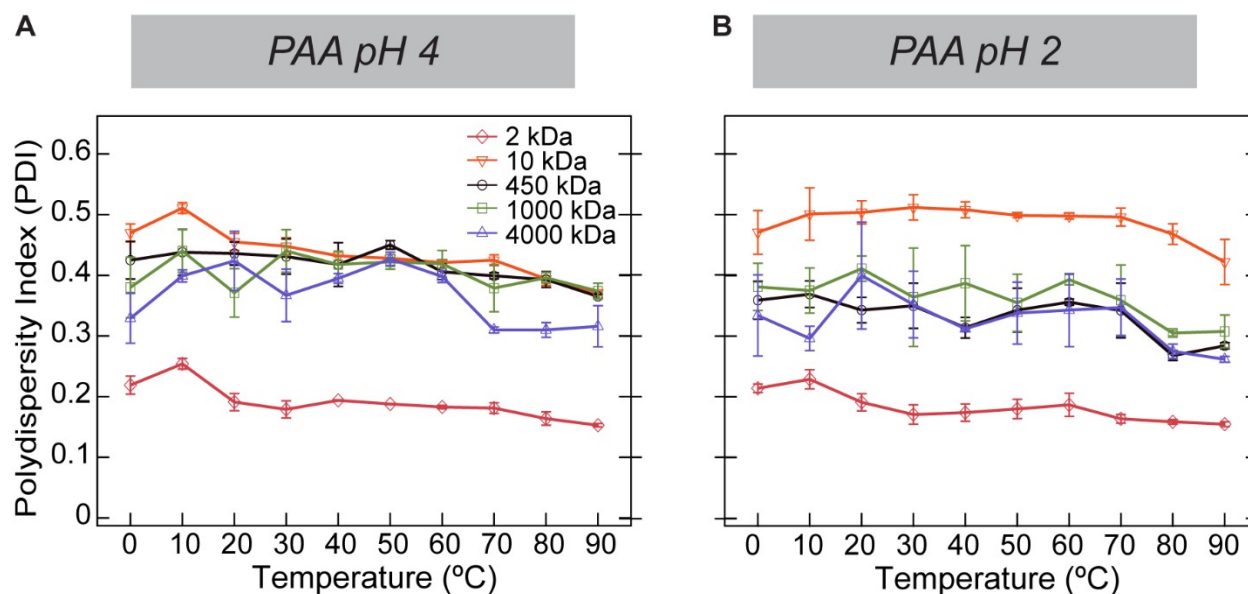 A
PAA pH 4
Polydispersity Index (PDI)
0.6
0.5
0.4
0.3
0.2
0.1
0
2 kDa
10 kDa
450 kDa
1000 kDa
4000 kDa
0 10 20 30 40 50 60 70 80 90
Temperature (ºC)
B
PAA pH 2
0 10 20 30 40 50 60 70 80 90
Temperature (ºC)